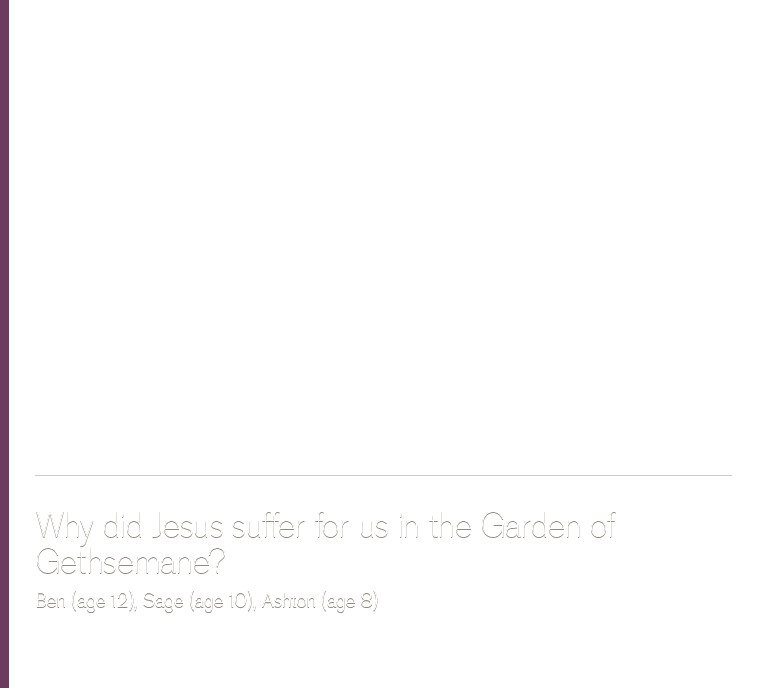 Why did Jesus suffer for us in the Garden of
Gethsemane?
Ben (age 12), Sage (age 10), Ashton (age 8)